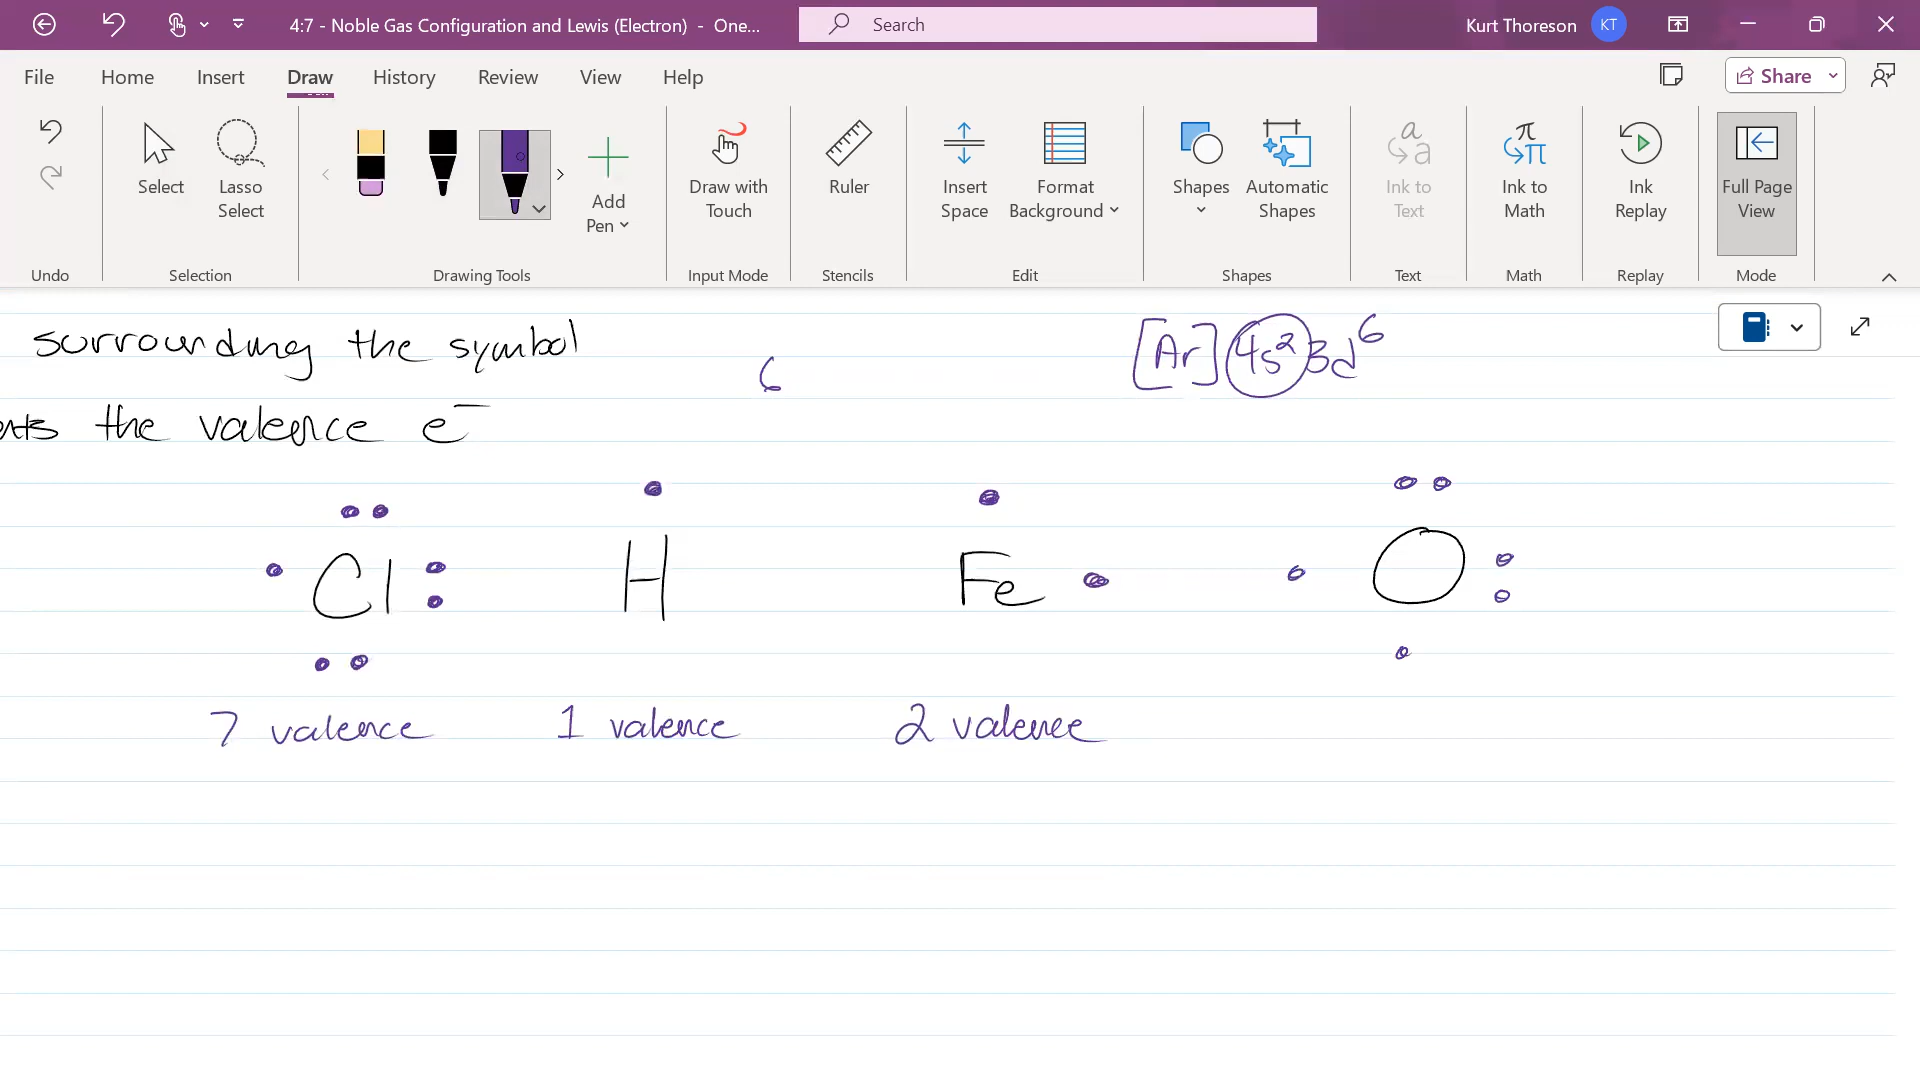 4:7 - Noble Gas Configuration and Lewis (Electron) - One...
Search
Kurt Thoreson
KT
File Home Insert Draw History Review View Help
Share
Select
Lasso Select
Add Pen
Draw with Touch
Ruler
Insert Space
Format Background
Shapes
Automatic Shapes
a
a
Ink to Text
π
π
Ink to Math
Ink Replay
Full Page View
Undo Selection Drawing Tools Input Mode Stencils Edit Shapes Text Math Replay Mode
surrounding the symbol
6
[Ar] 4s² 3d⁶
the valence e⁻
Cl H Fe O
7 valence 1 valence 2 valence